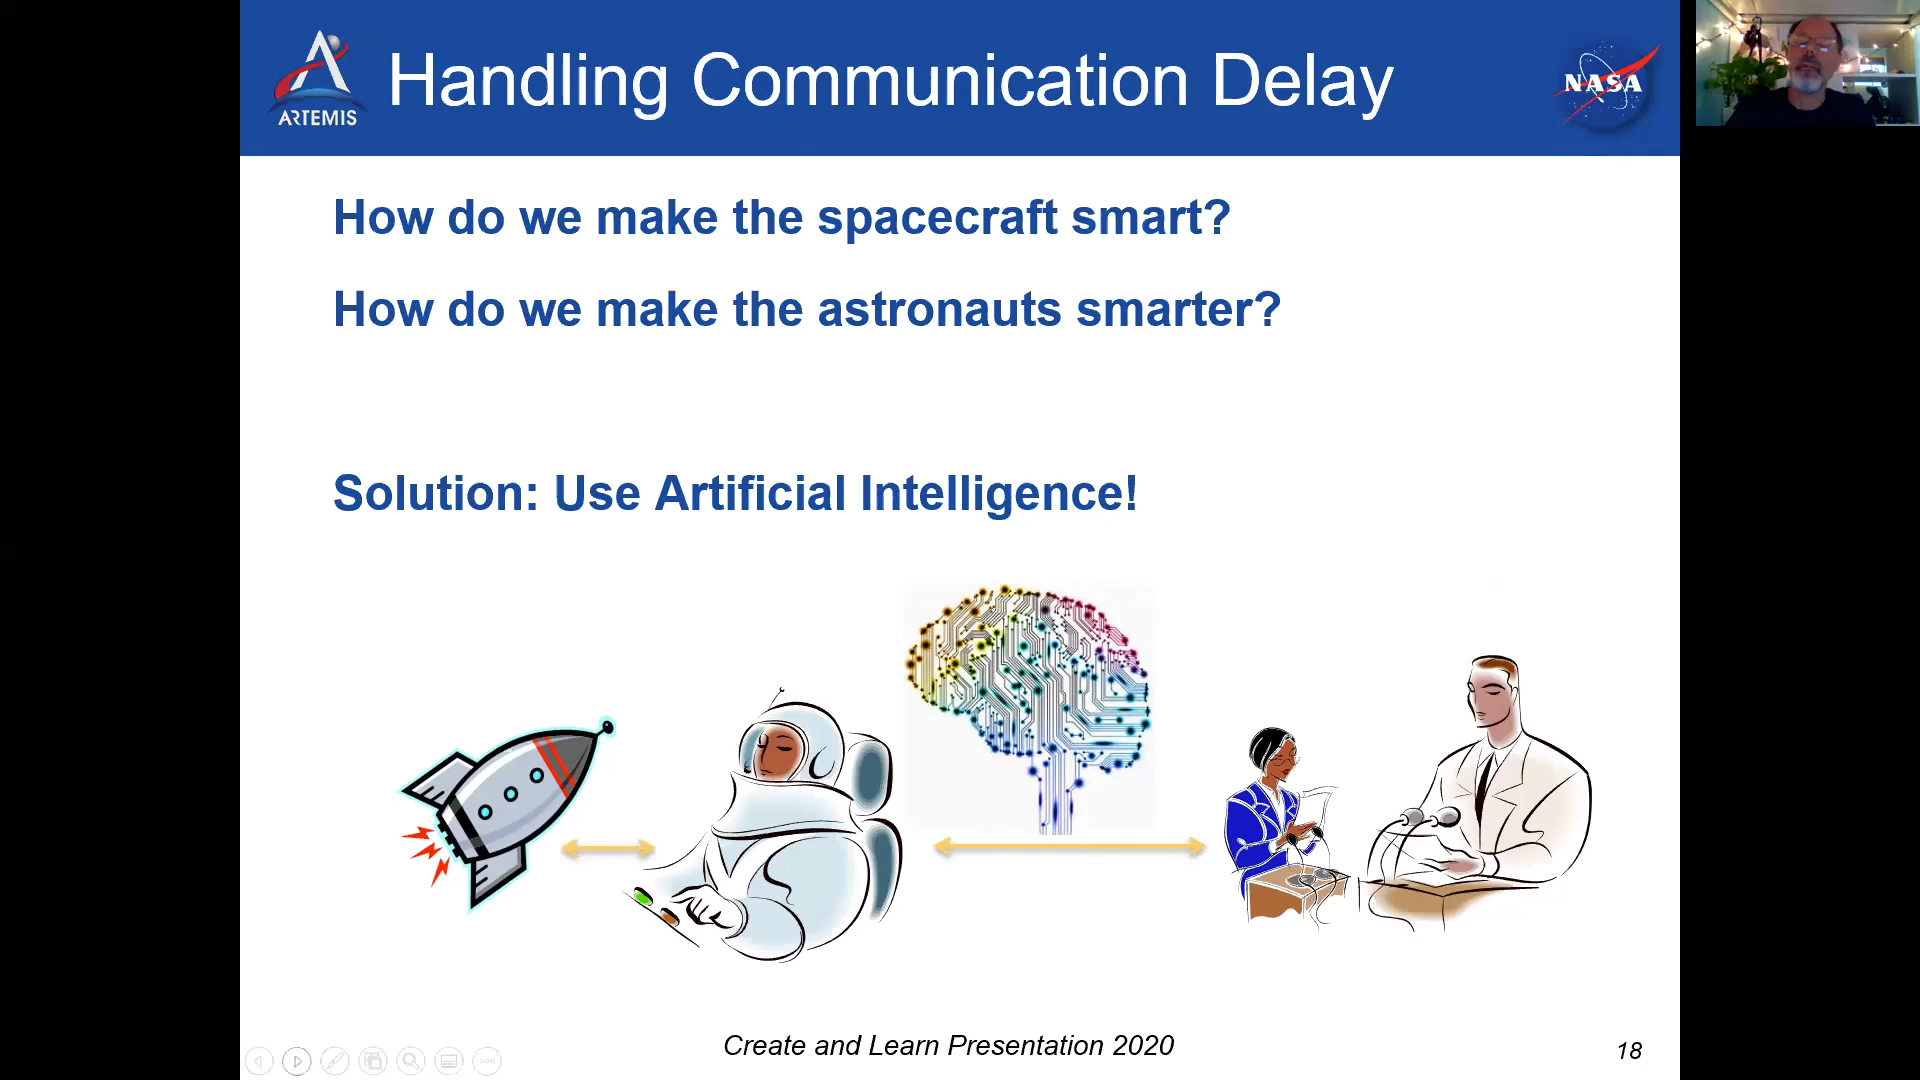 ARTEMIS
Handling Communication Delay
NASA
How do we make the spacecraft smart?
How do we make the astronauts smarter?
Solution: Use Artificial Intelligence!
Create and Learn Presentation 2020
18